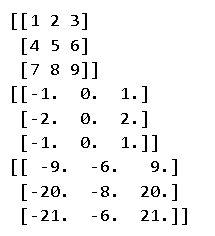 [[1 2 3]
 [4 5 6]
 [7 8 9]]
[[-1.  0.  1.]
 [-2.  0.  2.]
 [-1.  0.  1.]]
[[ -9.  -6.   9.]
 [-20.  -8.  20.]
 [-21.  -6.  21.]]